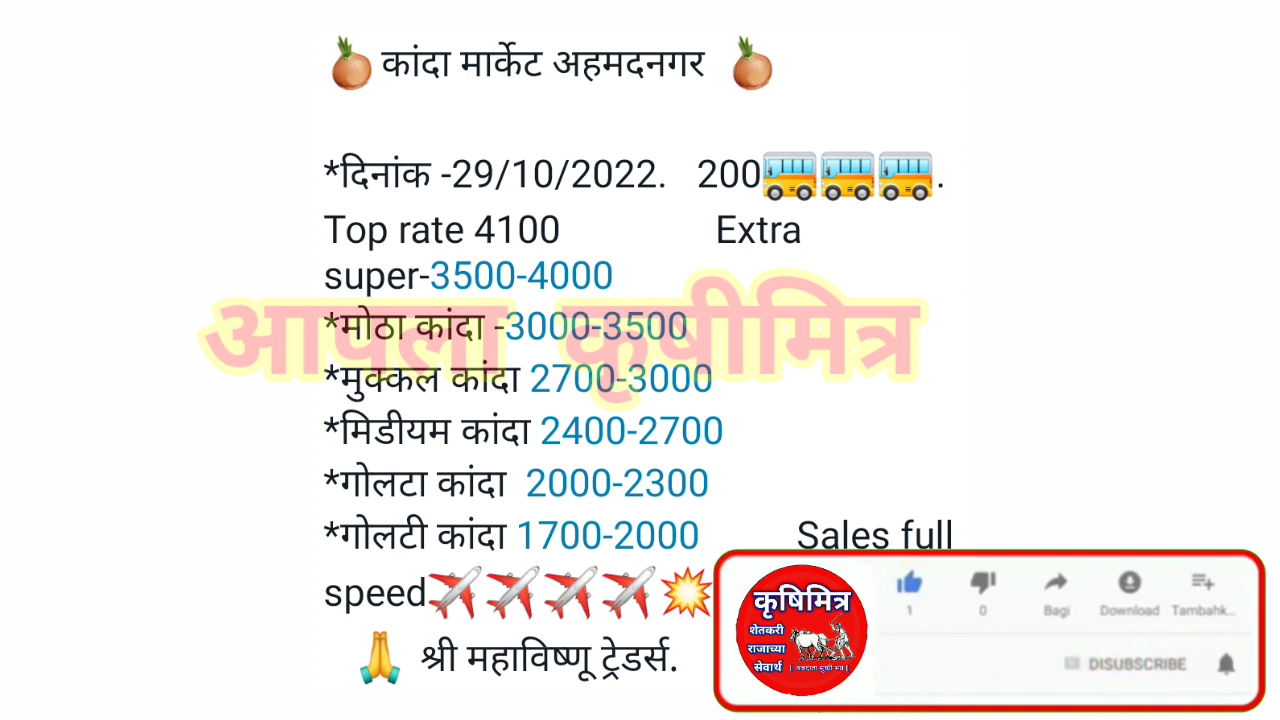 🧅 कांदा मार्केट अहमदनगर 🧅
*दिनांक -29/10/2022. 200🚌🚌🚌.
Top rate 4100 Extra
super-3500-4000
*मोठा कांदा -3000-3500
आपला कृषीमित्र
*मुक्कल कांदा 2700-3000
*मिडीयम कांदा 2400-2700
*गोलटा कांदा 2000-2300
*गोलटी कांदा 1700-2000 Sales full
speed✈✈✈✈💥
🙏 श्री महाविष्णू ट्रेडर्स.
कृषिमित्र
शेतकरी
राजाच्या
सेवार्थ
1 0 Bagi Download Tambahk...
DISUBSCRIBE